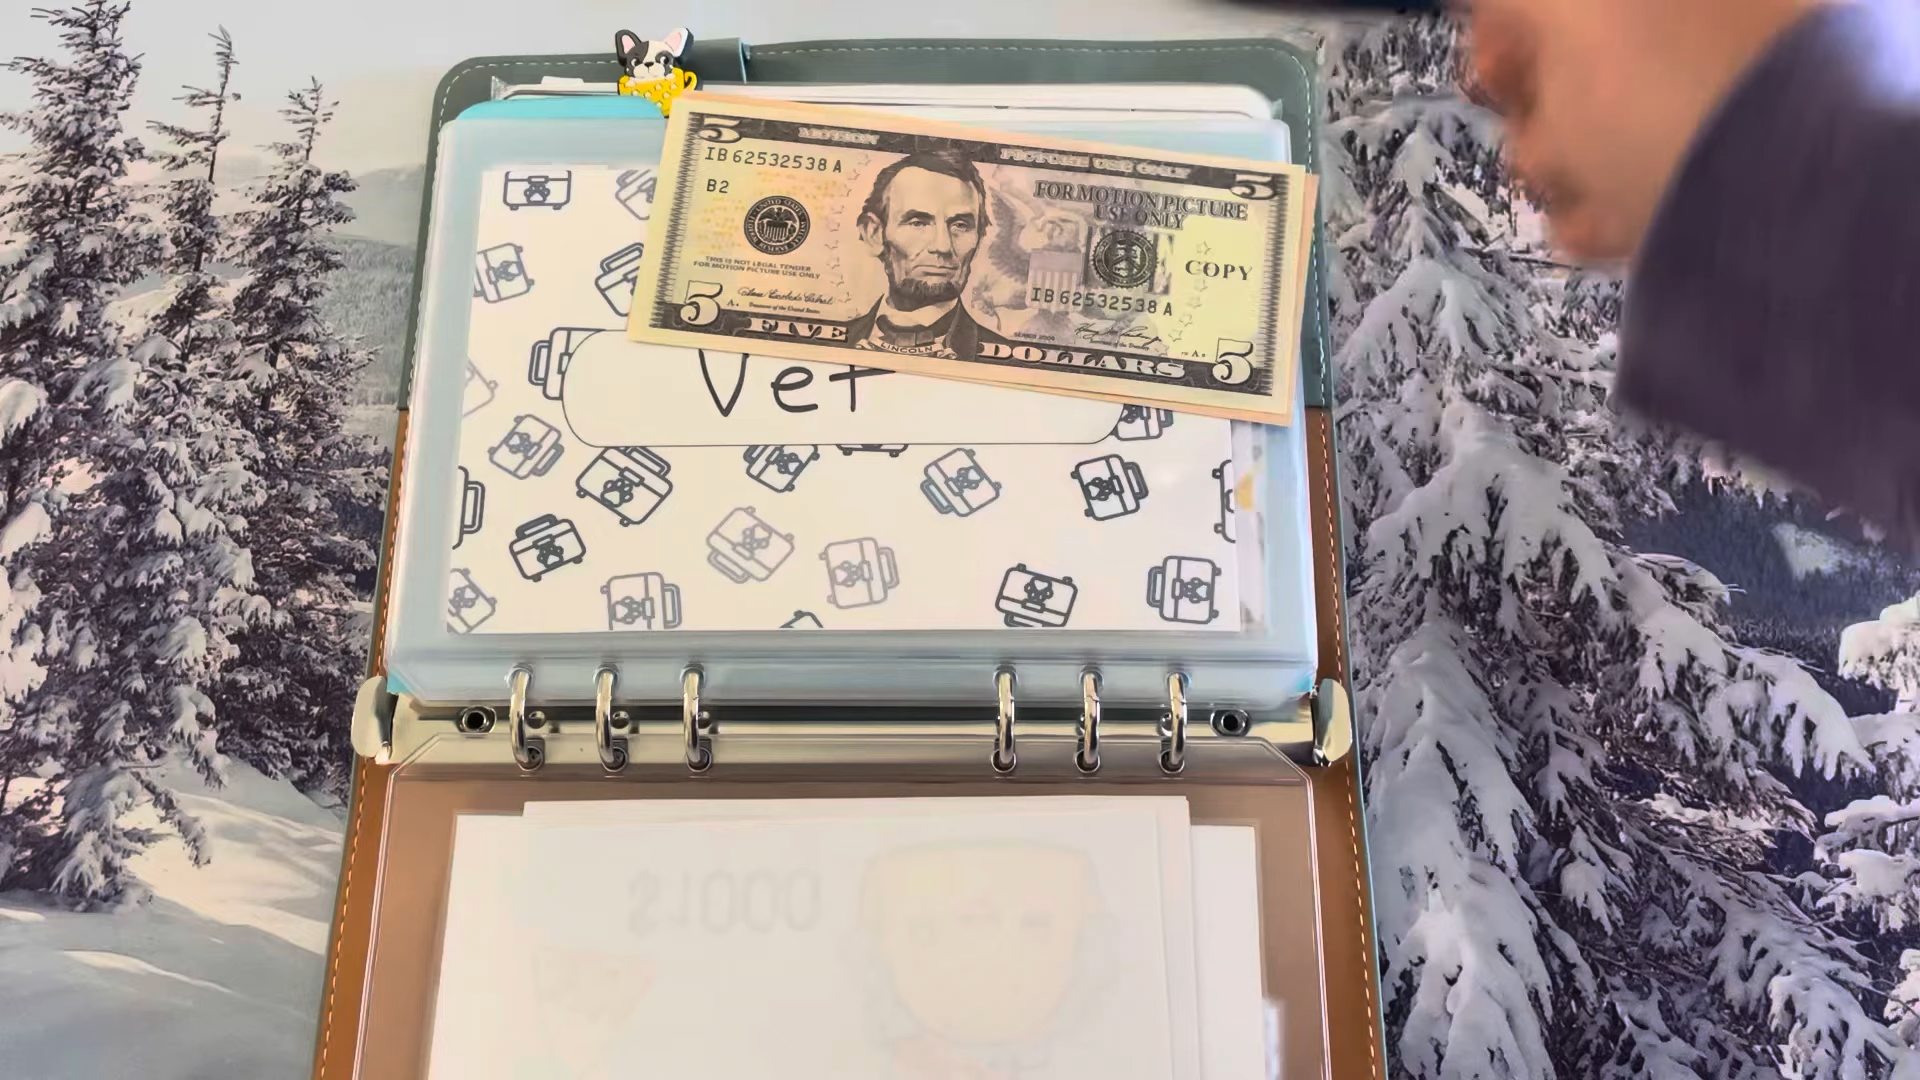 5 MOTION PICTURE USE ONLY 5
IB 62532538 A
B2
FOR MOTION PICTURE
USE ONLY
COPY
THIS IS NOT LEGAL TENDER
FOR MOTION PICTURE USE ONLY
IB 62532538 A
5 FIVE LINCOLN DOLLARS 5
Vet
$1000